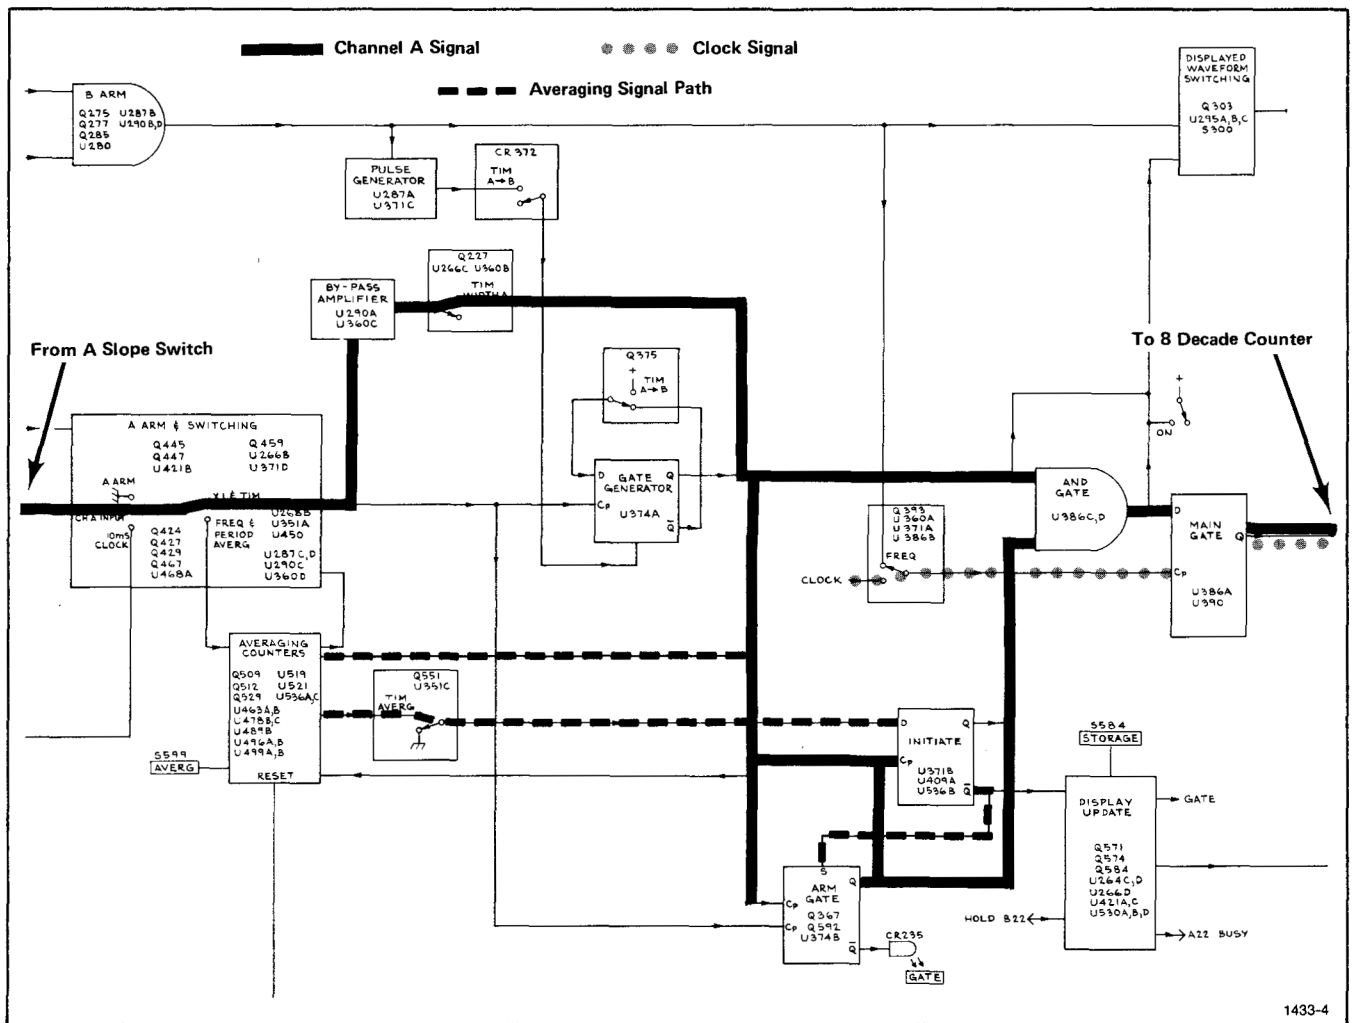 Channel A Signal
Clock Signal
Averaging Signal Path
DISPLAYED
WAVEFORM
SWITCHING
Q303
U295A,B,C
S300
B ARM
Q275 U287B
Q277 U290B,D
Q285
U280
PULSE
GENERATOR
U287A
U371C
CR372
TIM
A→B
Q227
U266C U360B
TIM
WIDTH A
BY-PASS
AMPLIFIER
U290A
U360C
From A Slope Switch
To 8 Decade Counter
Q375
+
TIM
A→B
+
ON
A ARM & SWITCHING
Q445 Q459
Q447 U266B
U421B U371D
A ARM
X1 & TIM
CH A INPUT
10mS
CLOCK
Q424
Q427
Q429
Q467
U468A
FREQ &
PERIOD
AVERG
U268B
U351A
U450
U287C,D
U290C
U360D
D Q
GATE
GENERATOR
Cp
U374A
Q̅
AND
GATE
U386C,D
Q393
U360A
U371A
U386B
FREQ
CLOCK
D
MAIN
GATE
Q
Cp
U386A
U390
AVERAGING
COUNTERS
Q509 U519
Q512 U521
Q529 U536A,C
U463A,B
U478B,C
U489B
U496A,B
U499A,B
RESET
S599
AVERG
Q551
U351C
TIM
AVERG
D Q
INITIATE
Cp
U371B
U409A
U536B
Q̅
S584
STORAGE
DISPLAY
UPDATE
Q571
Q574
Q584
U264C,D
U266D
U421A,C
U530A,B,D
GATE
HOLD B22
A22 BUSY
S
Q
ARM
GATE
Cp
Q367
Cp
Q592
U374B
Q̅
CR235
GATE
1433-4